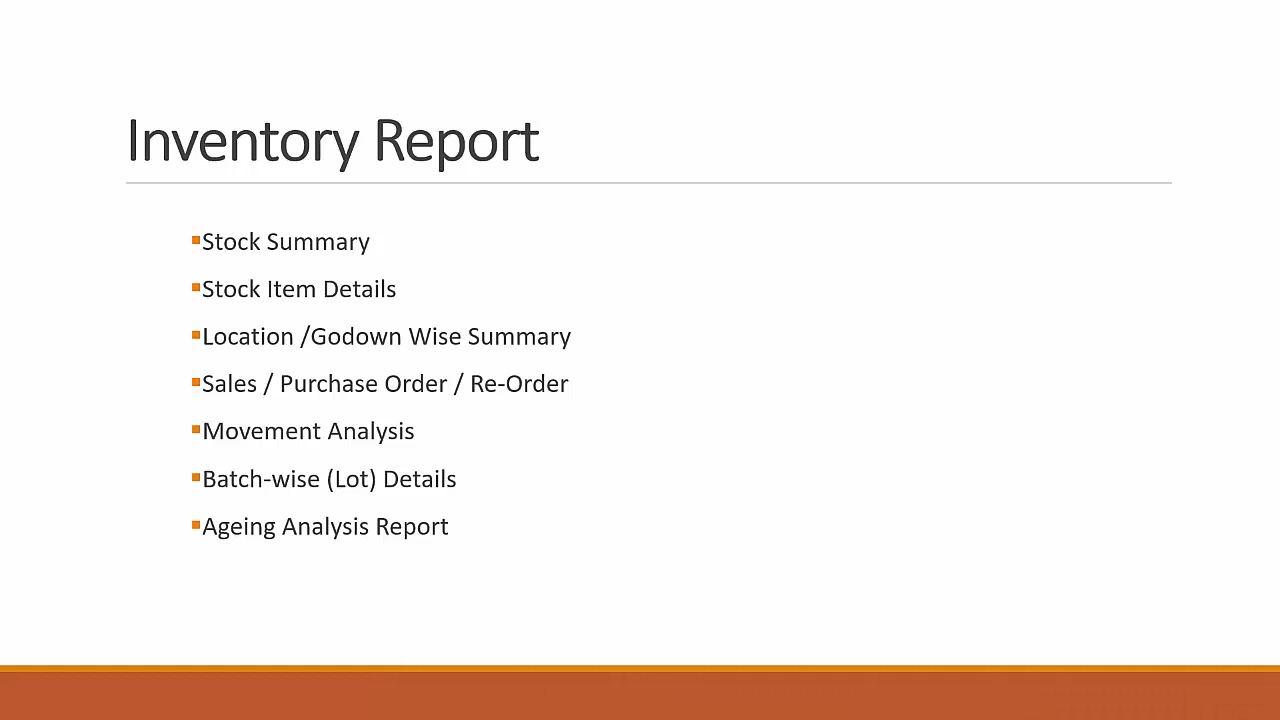 Inventory Report
Stock Summary
Stock Item Details
Location /Godown Wise Summary
Sales / Purchase Order / Re-Order
Movement Analysis
Batch-wise (Lot) Details
Ageing Analysis Report